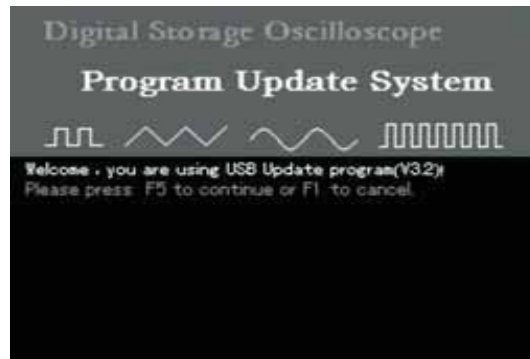 Digital Storage Oscilloscope
Program Update System
Welcome , you are using USB Update program(V3.2)!
Please press F5 to continue or F1 to cancel.